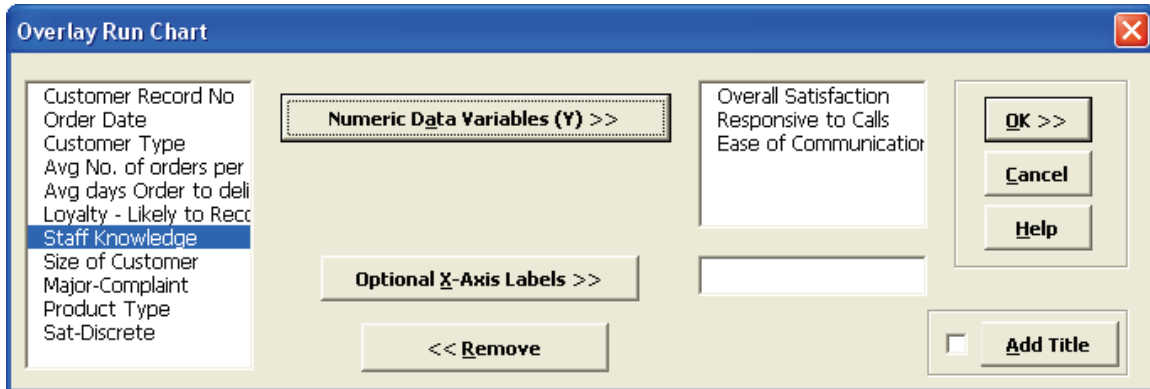 Overlay Run Chart
Customer Record No
Order Date
Customer Type
Avg No. of orders per
Avg days Order to deli
Loyalty - Likely to Reco
Staff Knowledge
Size of Customer
Major-Complaint
Product Type
Sat-Discrete
Numeric Data Variables (Y) >>
Optional X-Axis Labels >>
<< Remove
Overall Satisfaction
Responsive to Calls
Ease of Communication
OK >>
Cancel
Help
Add Title